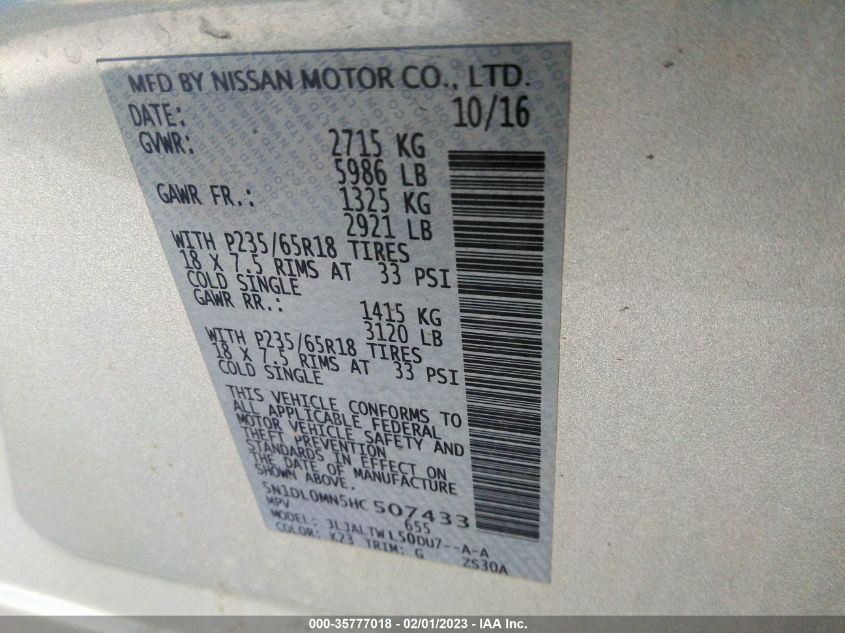 MFD BY NISSAN MOTOR CO., LTD.
DATE: 10/16
GVWR: 2715 KG
5986 LB
GAWR FR.: 1325 KG
2921 LB
WITH P235/65R18 TIRES
18 X 7.5 RIMS AT 33 PSI
COLD SINGLE
GAWR RR.: 1415 KG
3120 LB
WITH P235/65R18 TIRES
18 X 7.5 RIMS AT 33 PSI
COLD SINGLE
THIS VEHICLE CONFORMS TO
ALL APPLICABLE FEDERAL
MOTOR VEHICLE SAFETY AND
THEFT PREVENTION
STANDARDS IN EFFECT ON
THE DATE OF MANUFACTURE
SHOWN ABOVE.
5N1DL0MN5HC 507433
MPV 655
MODEL: JLJALTWL50DU7--A-A
COLOR: K23 TRIM: G ZS30A
000-35777018 - 02/01/2023 - IAA Inc.